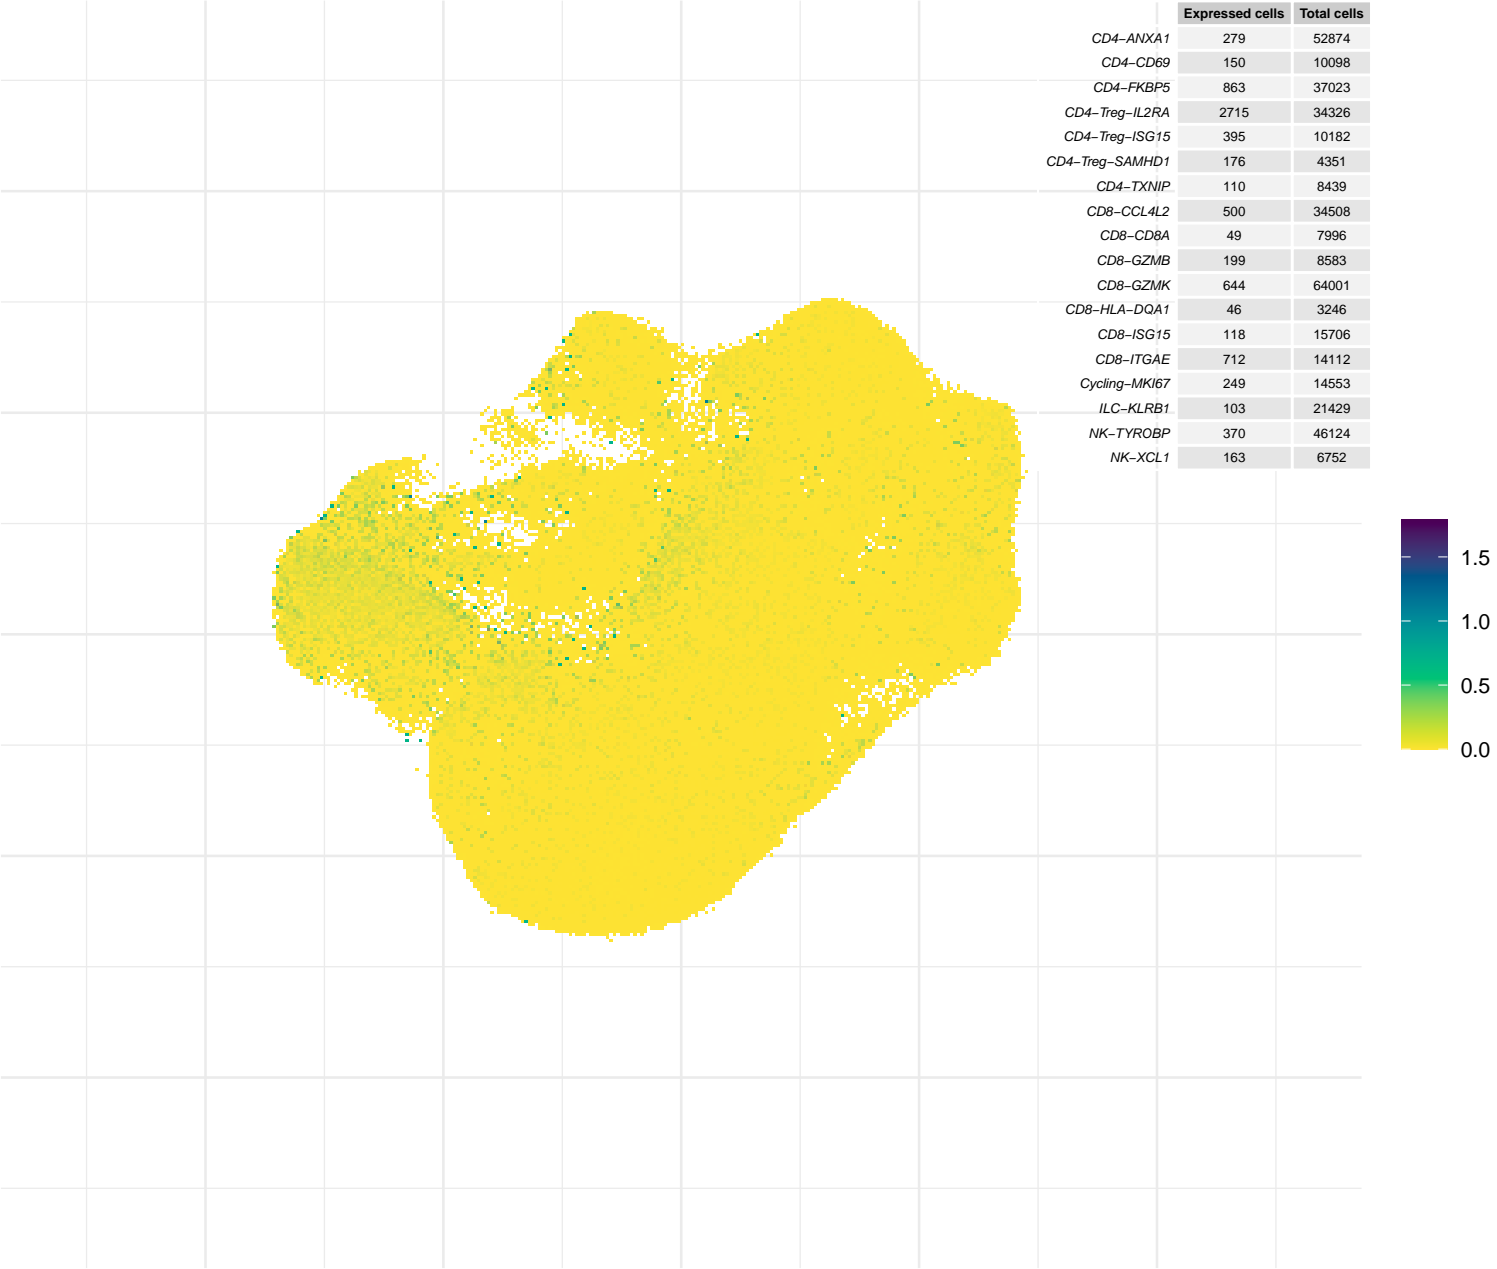 Expressed cells Total cells
CD4−ANXA1 279 52874
CD4−CD69 150 10098
CD4−FKBP5 863 37023
CD4−Treg−IL2RA 2715 34326
CD4−Treg−ISG15 395 10182
CD4−Treg−SAMHD1 176 4351
CD4−TXNIP 110 8439
CD8−CCL4L2 500 34508
CD8−CD8A 49 7996
CD8−GZMB 199 8583
CD8−GZMK 644 64001
CD8−HLA−DQA1 46 3246
CD8−ISG15 118 15706
CD8−ITGAE 712 14112
Cycling−MKI67 249 14553
ILC−KLRB1 103 21429
NK−TYROBP 370 46124
NK−XCL1 163 6752
1.5
1.0
0.5
0.0